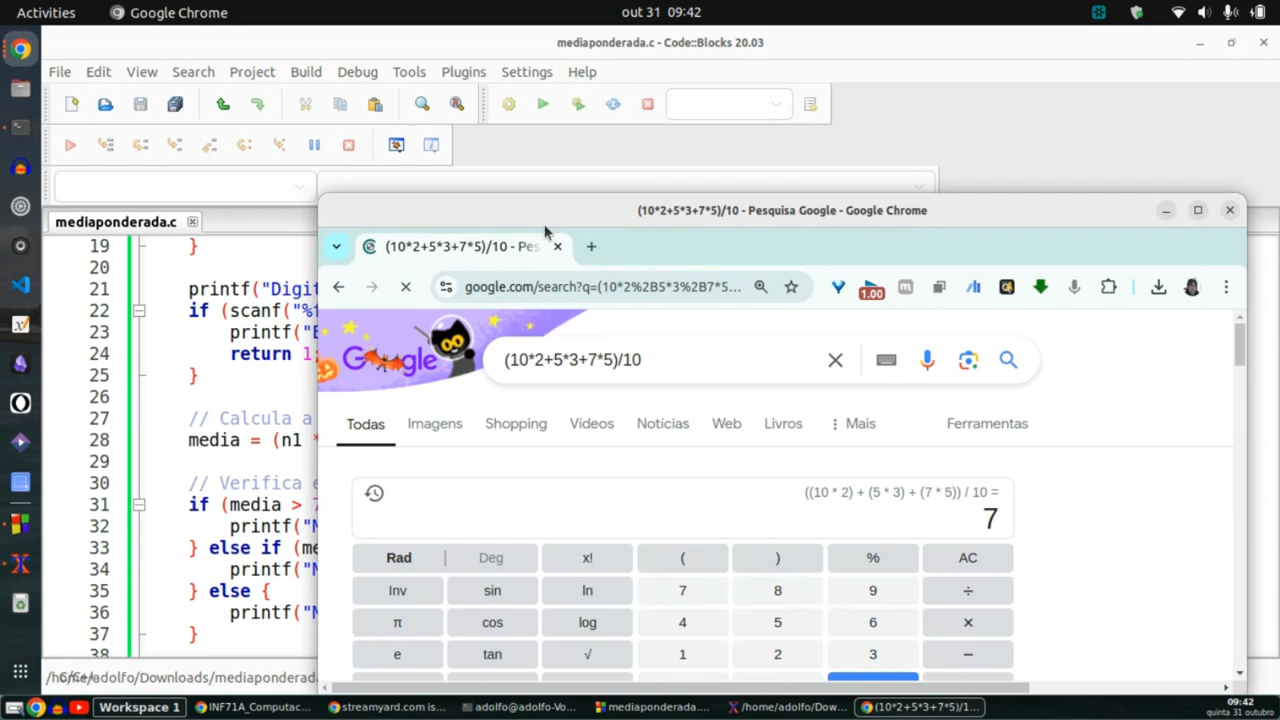 Activities
Google Chrome
out 31 09:42
mediaponderada.c - Code::Blocks 20.03
File Edit View Search Project Build Debug Tools Plugins Settings Help
mediaponderada.c
19 }
20
21 printf("Digit
22 if (scanf("%f
23 printf("E
24 return 1;
25 }
26
27 // Calcula a
28 media = (n1 *
29
30 // Verifica e
31 if (media > 7
32 printf("M
33 } else if (me
34 printf("M
35 } else {
36 printf("M
37 }
38
/home/adolfo/Downloads/mediaponderada
(10*2+5*3+7*5)/10 - Pesquisa Google - Google Chrome
(10*2+5*3+7*5)/10 - Pes
google.com/search?q=(10*2%2B5*3%2B7*5...
1.00
Google
(10*2+5*3+7*5)/10
Todas Imagens Shopping Vídeos Notícias Web Livros Mais Ferramentas
((10 * 2) + (5 * 3) + (7 * 5)) / 10 =
7
Rad Deg x! ( ) % AC
Inv sin ln 7 8 9 ÷
π cos log 4 5 6 ×
e tan √ 1 2 3 −
Workspace 1
INF71A_Computac...
streamyard.com is...
adolfo@adolfo-Vo...
mediaponderada....
/home/adolfo/Dow...
(10*2+5*3+7*5)/1...
09:42
quinta 31 outubro